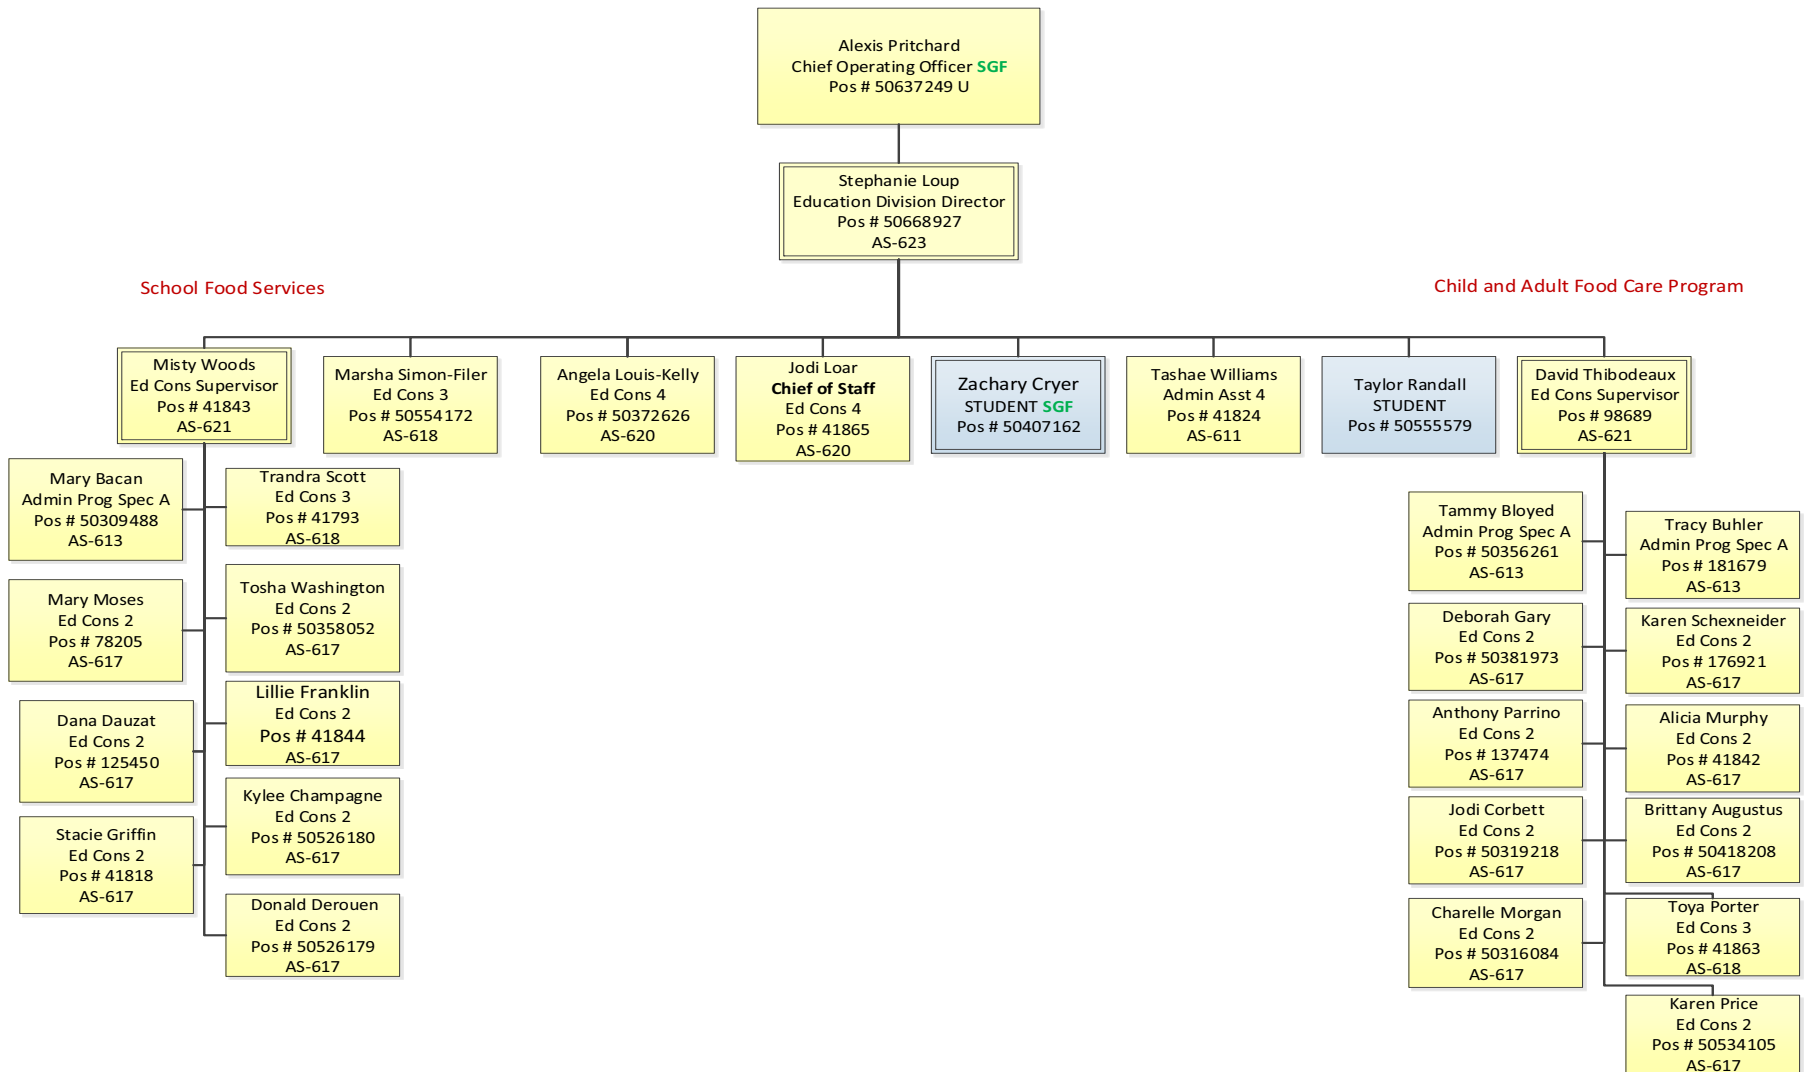 Alexis Pritchard
Chief Operating Officer SGF
Pos # 50637249 U
Stephanie Loup
Education Division Director
Pos # 50668927
AS-623
School Food Services
Child and Adult Food Care Program
Misty Woods
Ed Cons Supervisor
Pos # 41843
AS-621
Marsha Simon-Filer
Ed Cons 3
Pos # 50554172
AS-618
Angela Louis-Kelly
Ed Cons 4
Pos # 50372626
AS-620
Jodi Loar
Chief of Staff
Ed Cons 4
Pos # 41865
AS-620
Zachary Cryer
STUDENT SGF
Pos # 50407162
Tashae Williams
Admin Asst 4
Pos # 41824
AS-611
Taylor Randall
STUDENT
Pos # 50555579
David Thibodeaux
Ed Cons Supervisor
Pos # 98689
AS-621
Mary Bacan
Admin Prog Spec A
Pos # 50309488
AS-613
Trandra Scott
Ed Cons 3
Pos # 41793
AS-618
Mary Moses
Ed Cons 2
Pos # 78205
AS-617
Tosha Washington
Ed Cons 2
Pos # 50358052
AS-617
Dana Dauzat
Ed Cons 2
Pos # 125450
AS-617
Lillie Franklin
Ed Cons 2
Pos # 41844
AS-617
Stacie Griffin
Ed Cons 2
Pos # 41818
AS-617
Kylee Champagne
Ed Cons 2
Pos # 50526180
AS-617
Donald Derouen
Ed Cons 2
Pos # 50526179
AS-617
Tammy Bloyed
Admin Prog Spec A
Pos # 50356261
AS-613
Tracy Buhler
Admin Prog Spec A
Pos # 181679
AS-613
Deborah Gary
Ed Cons 2
Pos # 50381973
AS-617
Karen Schexneider
Ed Cons 2
Pos # 176921
AS-617
Anthony Parrino
Ed Cons 2
Pos # 137474
AS-617
Alicia Murphy
Ed Cons 2
Pos # 41842
AS-617
Jodi Corbett
Ed Cons 2
Pos # 50319218
AS-617
Brittany Augustus
Ed Cons 2
Pos # 50418208
AS-617
Charelle Morgan
Ed Cons 2
Pos # 50316084
AS-617
Toya Porter
Ed Cons 3
Pos # 41863
AS-618
Karen Price
Ed Cons 2
Pos # 50534105
AS-617